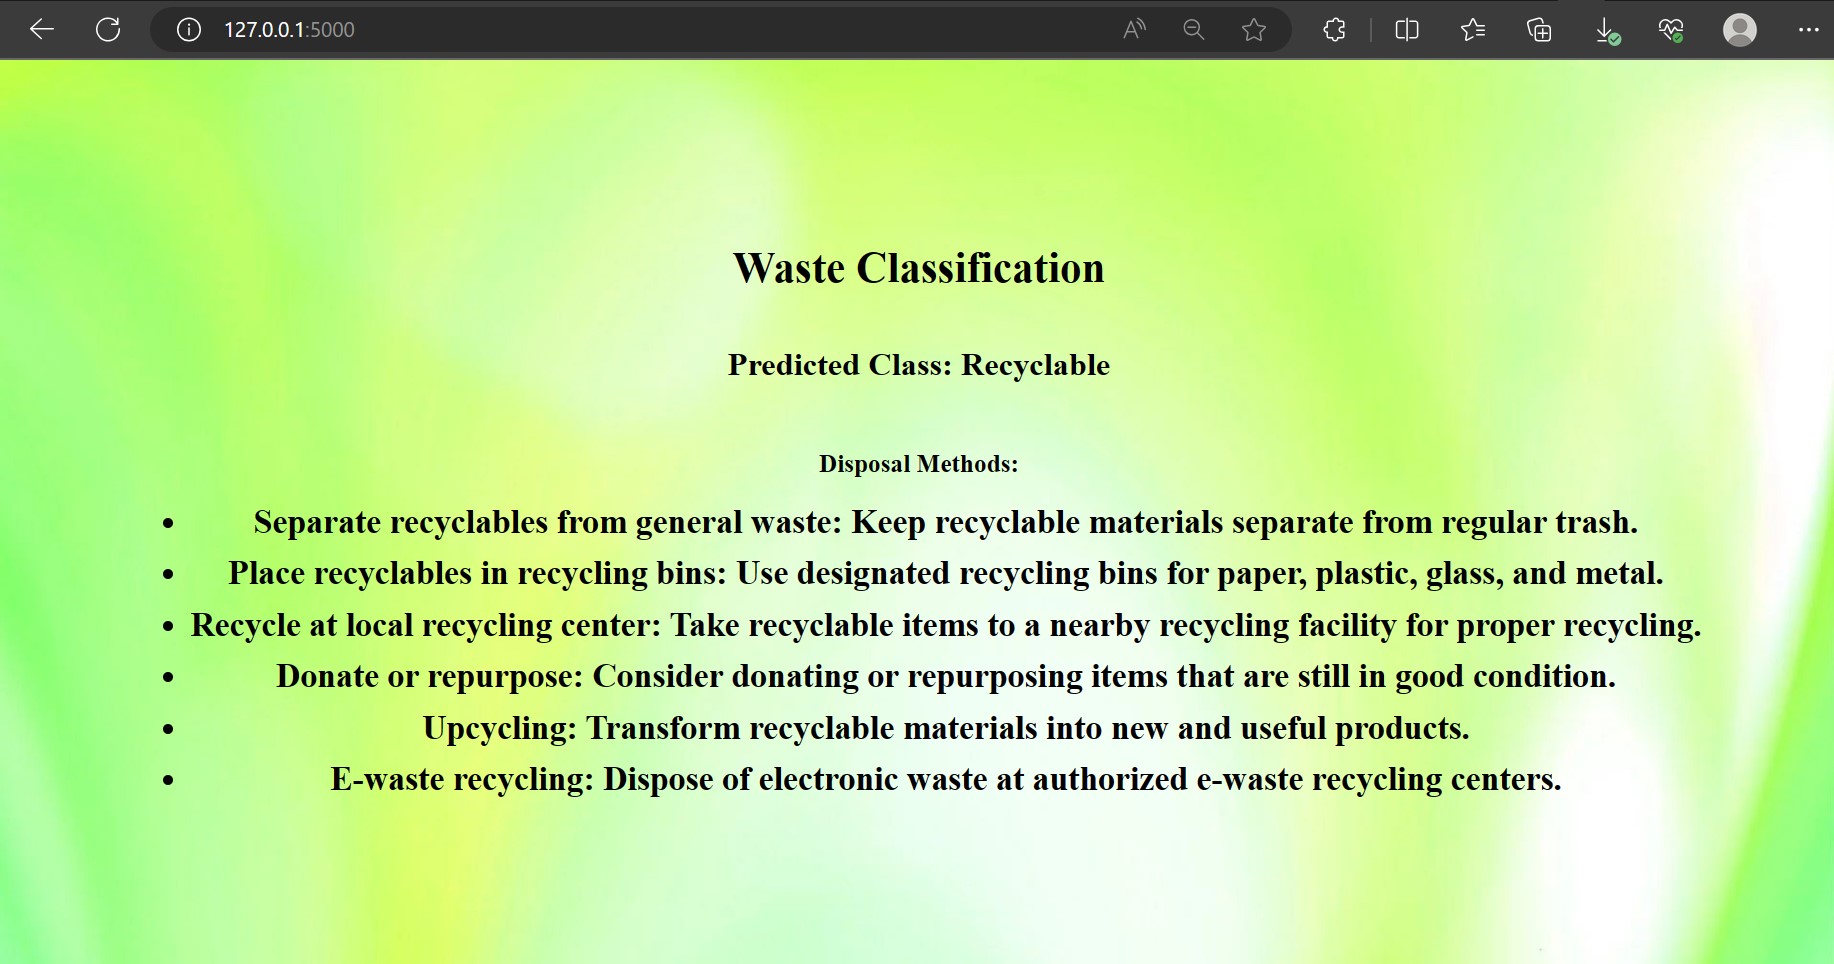 127.0.0.1:5000
Waste Classification
Predicted Class: Recyclable
Disposal Methods:
• Separate recyclables from general waste: Keep recyclable materials separate from regular trash.
• Place recyclables in recycling bins: Use designated recycling bins for paper, plastic, glass, and metal.
• Recycle at local recycling center: Take recyclable items to a nearby recycling facility for proper recycling.
• Donate or repurpose: Consider donating or repurposing items that are still in good condition.
• Upcycling: Transform recyclable materials into new and useful products.
• E-waste recycling: Dispose of electronic waste at authorized e-waste recycling centers.